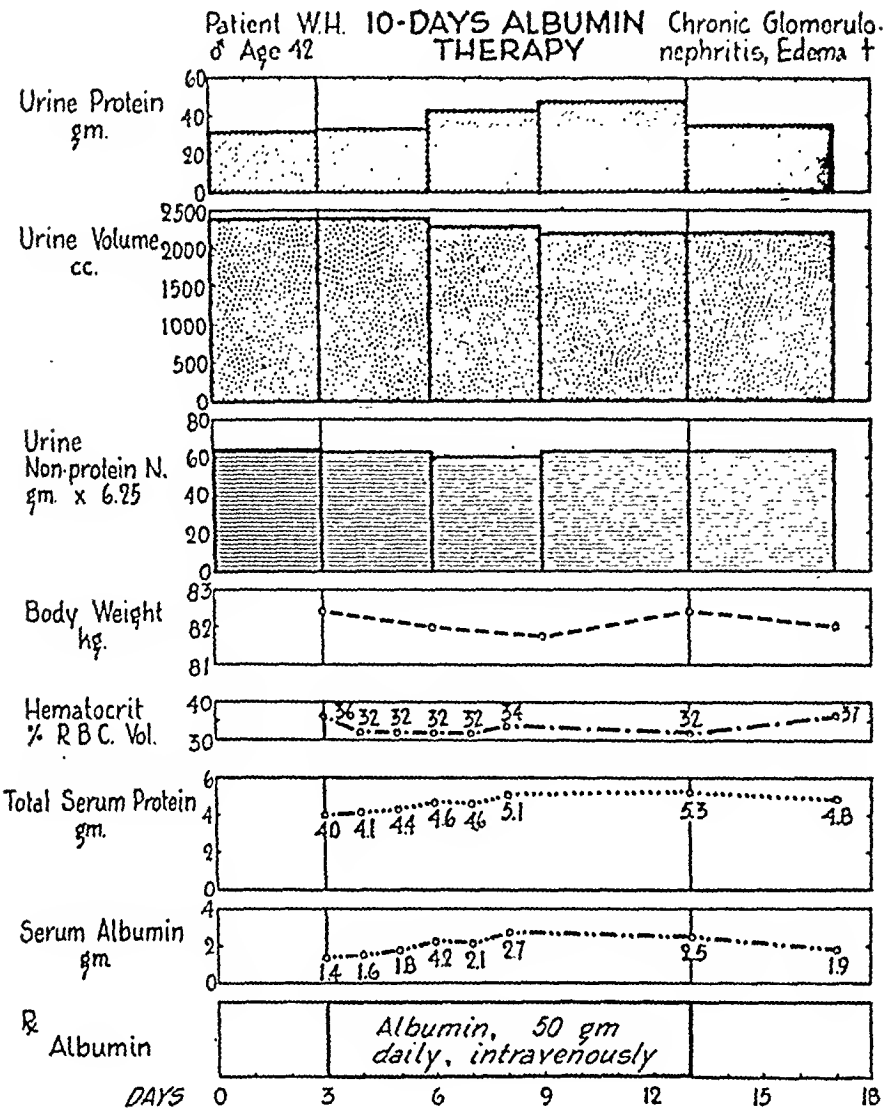 Patient W.H. 10-DAYS ALBUMIN Chronic Glomerulo-
♂ Age 42 THERAPY nephritis, Edema †
Urine Protein
gm.
60
40
20
0
Urine Volume
cc.
2500
2000
1500
1000
500
0
Urine
Non-protein N.
gm. x 6.25
80
60
40
20
0
Body Weight
kg.
83
82
81
Hematocrit
% R B C. Vol.
40
30
36 32 32 32 32 34 32 37
Total Serum Protein
gm.
6
4
2
0
4.0 4.1 4.4 4.6 4.6 5.1 5.3 4.8
Serum Albumin
gm
4
2
0
1.4 1.6 1.8 4.2 2.1 2.7 2.5 1.9
℞
Albumin
Albumin, 50 gm
daily, intravenously
DAYS 0 3 6 9 12 15 18